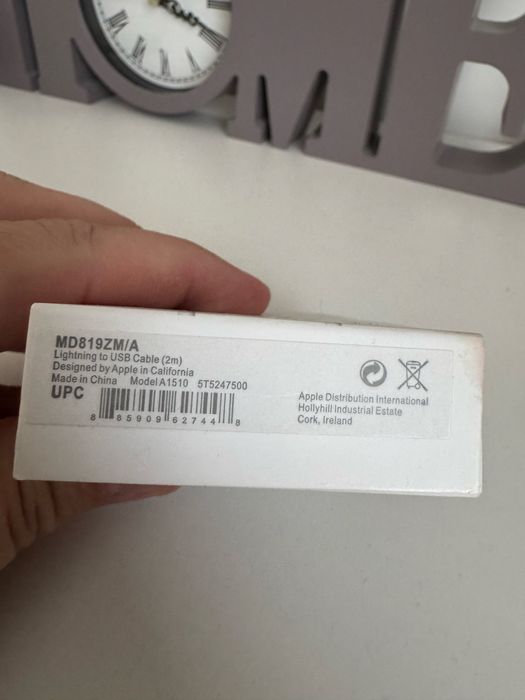 MD819ZM/A
Lightning to USB Cable (2m)
Designed by Apple in California
Made in China Model A1510 5T5247500
UPC
8 85909 62744 8
Apple Distribution International
Hollyhill Industrial Estate
Cork, Ireland